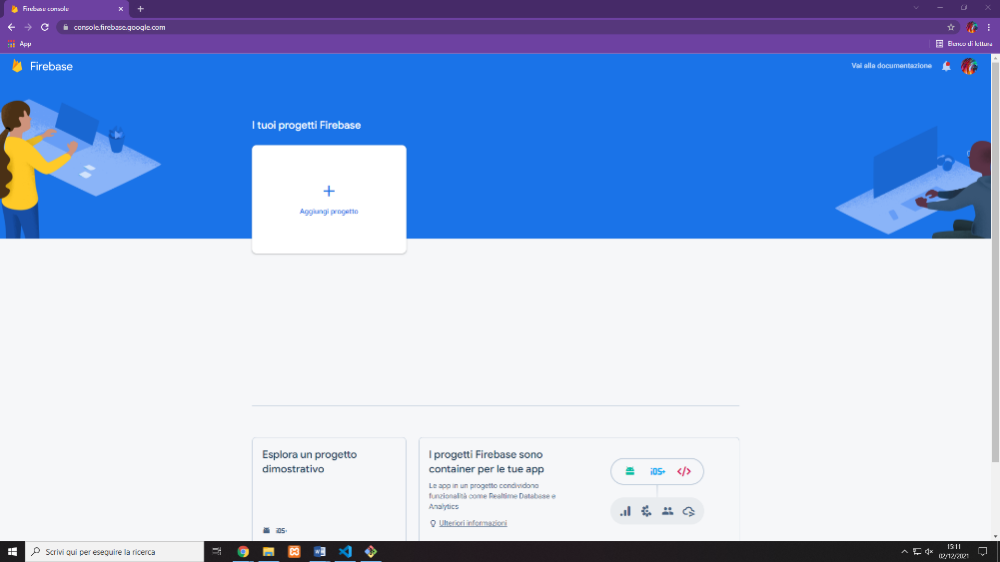 Firebase console
console.firebase.google.com
App
Elenco di lettura
Firebase
Vai alla documentazione
I tuoi progetti Firebase
Aggiungi progetto
Esplora un progetto
dimostrativo
iOS+
I progetti Firebase sono
container per le tue app
Le app in un progetto condividono
funzionalità come Realtime Database e
Analytics
Ulteriori informazioni
iOS+
</>
Scrivi qui per eseguire la ricerca
15:11
02/12/2021